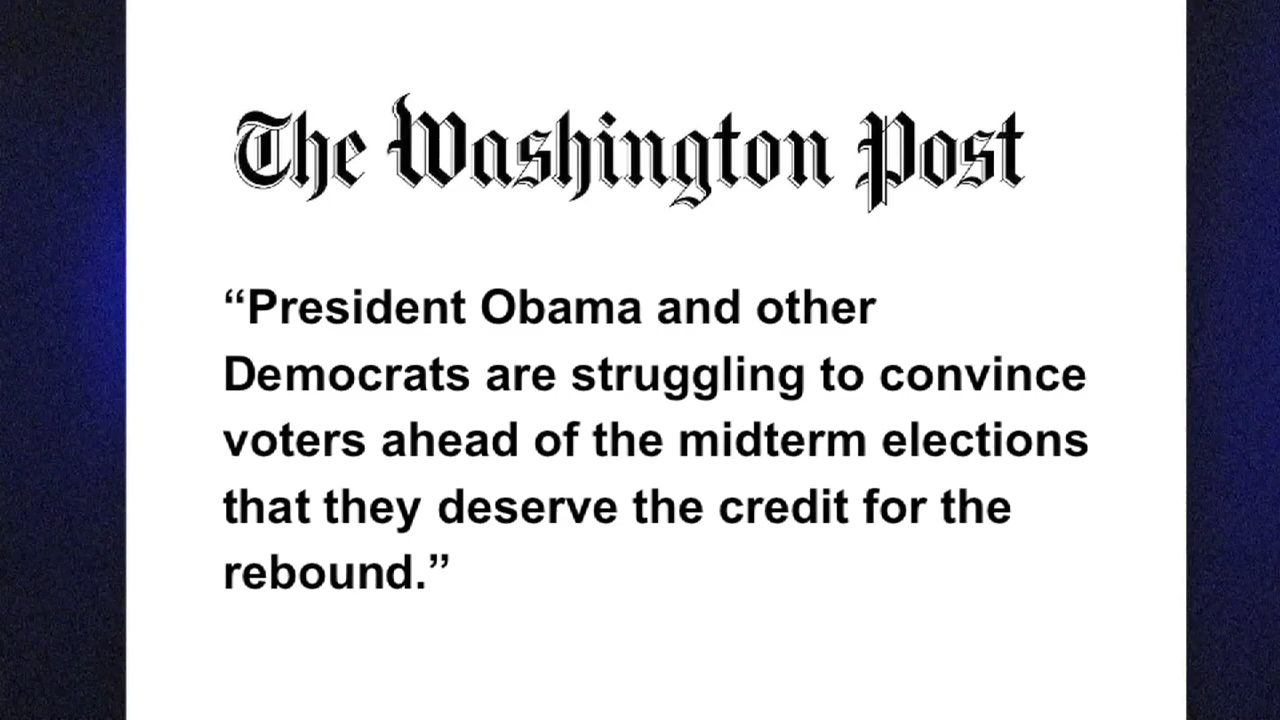 The Washington Post
“President Obama and other
Democrats are struggling to convince
voters ahead of the midterm elections
that they deserve the credit for the
rebound.”